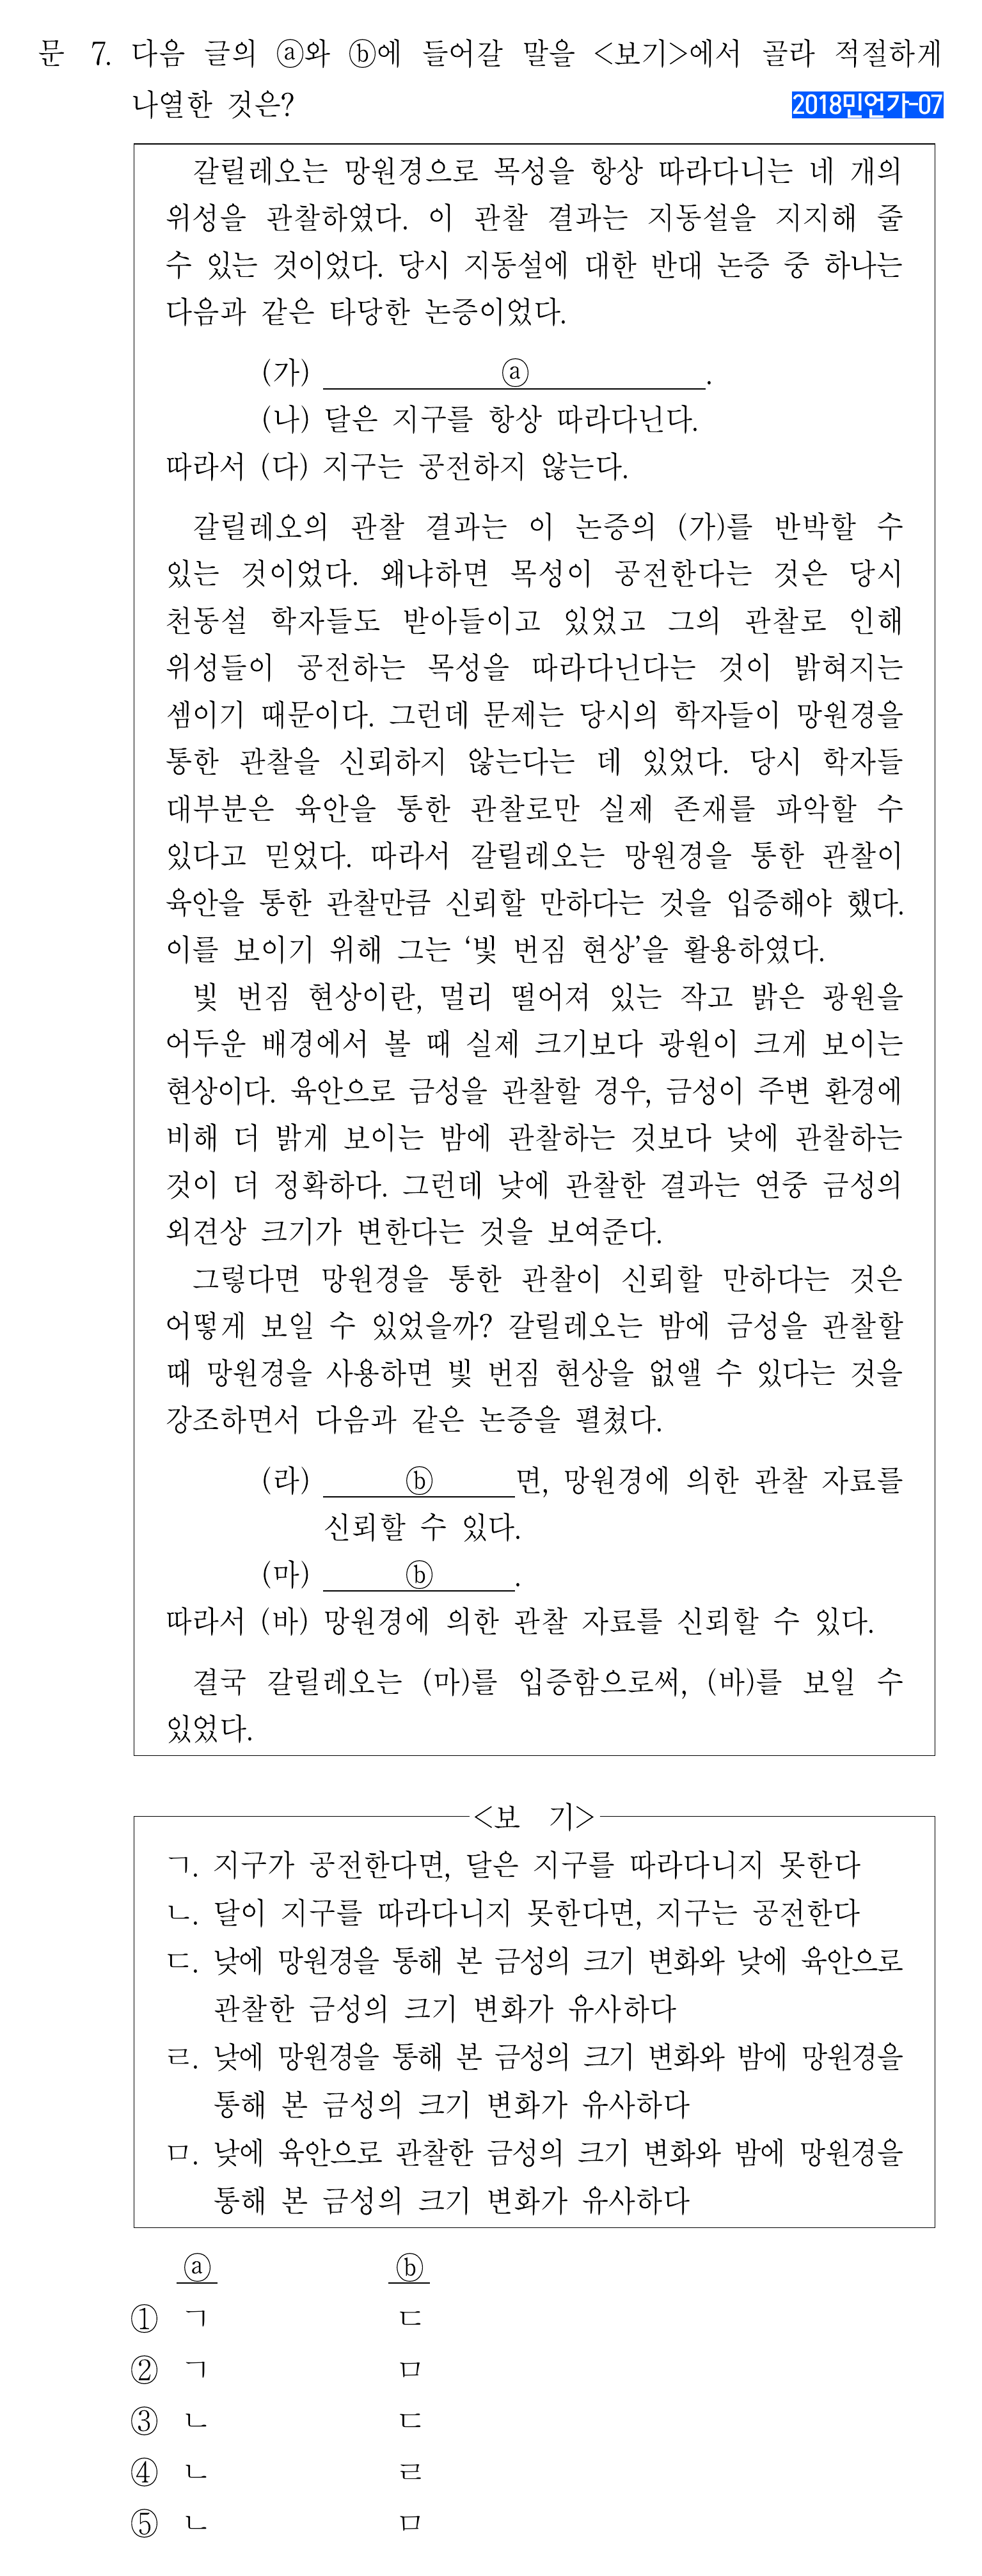 문 7. 다음 글의 ⓐ와 ⓑ에 들어갈 말을 <보기>에서 골라 적절하게
나열한 것은?
2018민언가-07
갈릴레오는 망원경으로 목성을 항상 따라다니는 네 개의
위성을 관찰하였다. 이 관찰 결과는 지동설을 지지해 줄
수 있는 것이었다. 당시 지동설에 대한 반대 논증 중 하나는
다음과 같은 타당한 논증이었다.
(가) ⓐ.
(나) 달은 지구를 항상 따라다닌다.
따라서 (다) 지구는 공전하지 않는다.
갈릴레오의 관찰 결과는 이 논증의 (가)를 반박할 수
있는 것이었다. 왜냐하면 목성이 공전한다는 것은 당시
천동설 학자들도 받아들이고 있었고 그의 관찰로 인해
위성들이 공전하는 목성을 따라다닌다는 것이 밝혀지는
셈이기 때문이다. 그런데 문제는 당시의 학자들이 망원경을
통한 관찰을 신뢰하지 않는다는 데 있었다. 당시 학자들
대부분은 육안을 통한 관찰로만 실제 존재를 파악할 수
있다고 믿었다. 따라서 갈릴레오는 망원경을 통한 관찰이
육안을 통한 관찰만큼 신뢰할 만하다는 것을 입증해야 했다.
이를 보이기 위해 그는 ‘빛 번짐 현상’을 활용하였다.
빛 번짐 현상이란, 멀리 떨어져 있는 작고 밝은 광원을
어두운 배경에서 볼 때 실제 크기보다 광원이 크게 보이는
현상이다. 육안으로 금성을 관찰할 경우, 금성이 주변 환경에
비해 더 밝게 보이는 밤에 관찰하는 것보다 낮에 관찰하는
것이 더 정확하다. 그런데 낮에 관찰한 결과는 연중 금성의
외견상 크기가 변한다는 것을 보여준다.
그렇다면 망원경을 통한 관찰이 신뢰할 만하다는 것은
어떻게 보일 수 있었을까? 갈릴레오는 밤에 금성을 관찰할
때 망원경을 사용하면 빛 번짐 현상을 없앨 수 있다는 것을
강조하면서 다음과 같은 논증을 펼쳤다.
(라) ⓑ면, 망원경에 의한 관찰 자료를
신뢰할 수 있다.
(마) ⓑ.
따라서 (바) 망원경에 의한 관찰 자료를 신뢰할 수 있다.
결국 갈릴레오는 (마)를 입증함으로써, (바)를 보일 수
있었다.
<보 기>
ㄱ. 지구가 공전한다면, 달은 지구를 따라다니지 못한다
ㄴ. 달이 지구를 따라다니지 못한다면, 지구는 공전한다
ㄷ. 낮에 망원경을 통해 본 금성의 크기 변화와 낮에 육안으로
관찰한 금성의 크기 변화가 유사하다
ㄹ. 낮에 망원경을 통해 본 금성의 크기 변화와 밤에 망원경을
통해 본 금성의 크기 변화가 유사하다
ㅁ. 낮에 육안으로 관찰한 금성의 크기 변화와 밤에 망원경을
통해 본 금성의 크기 변화가 유사하다
ⓐ ⓑ
① ㄱ ㄷ
② ㄱ ㅁ
③ ㄴ ㄷ
④ ㄴ ㄹ
⑤ ㄴ ㅁ